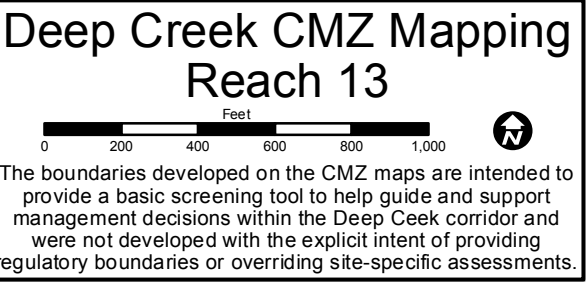 Deep Creek CMZ Mapping
Reach 13
Feet
0 200 400 600 800 1,000
N
The boundaries developed on the CMZ maps are intended to
provide a basic screening tool to help guide and support
management decisions within the Deep Ceek corridor and
were not developed with the explicit intent of providing
regulatory boundaries or overriding site-specific assessments.